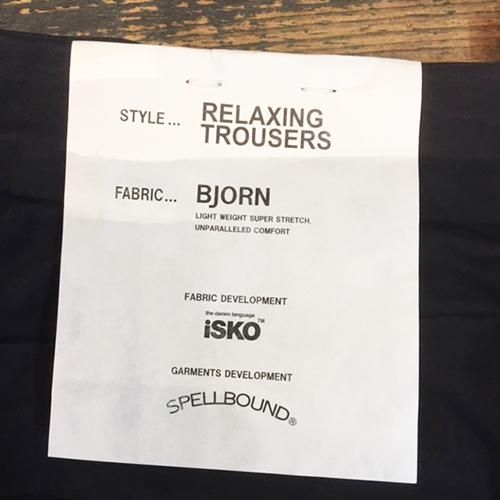 STYLE... RELAXING
TROUSERS
FABRIC... BJORN
LIGHT WEIGHT SUPER STRETCH.
UNPARALLELED COMFORT
FABRIC DEVELOPMENT
the denim language
iSKO™
GARMENTS DEVELOPMENT
SPELLBOUND®